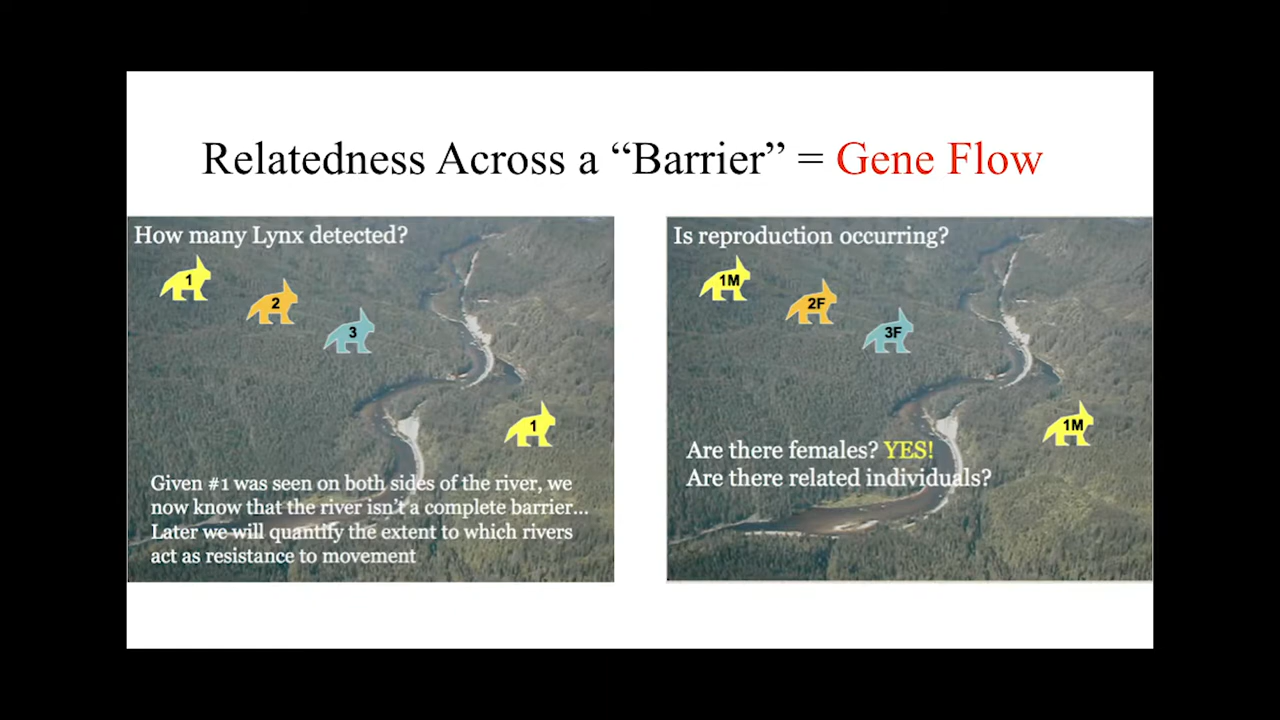 Relatedness Across a “Barrier” = Gene Flow
How many Lynx detected?
1
2
3
1
Given #1 was seen on both sides of the river, we
now know that the river isn’t a complete barrier…
Later we will quantify the extent to which rivers
act as resistance to movement
Is reproduction occurring?
1M
2F
3F
1M
Are there females? YES!
Are there related individuals?